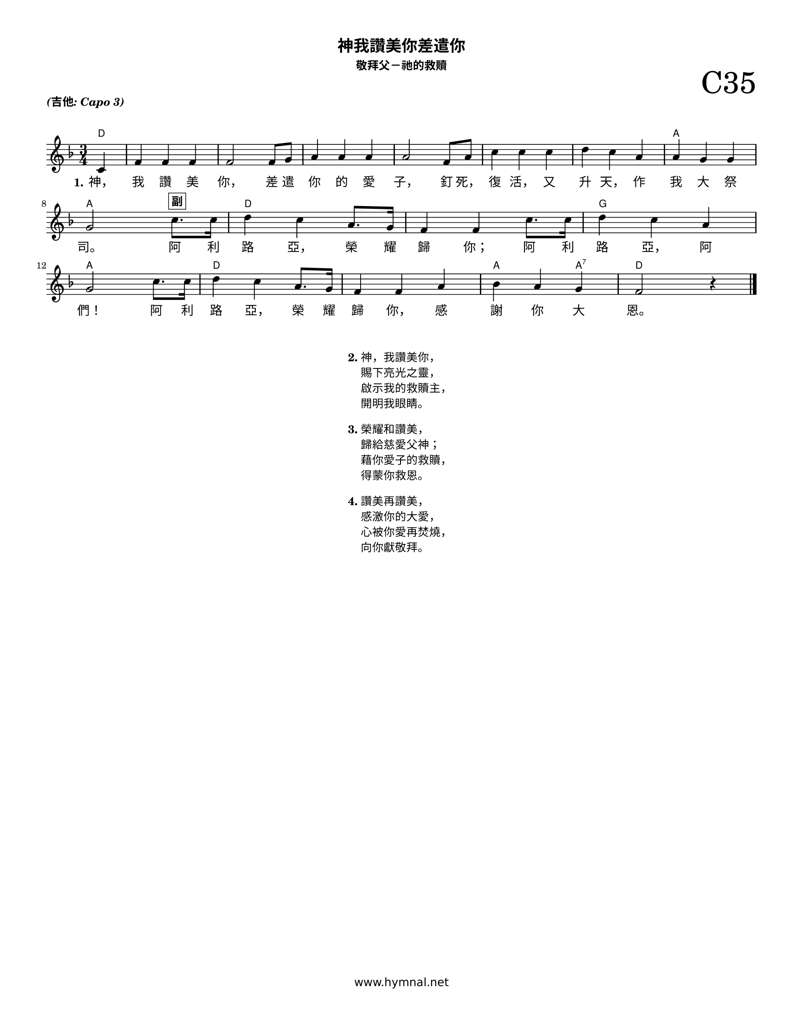 神我讚美你差遣你
敬拜父－祂的救贖
C35
(吉他: Capo 3)
D A
3 4
1. 神， 我 讚 美 你， 差 遣 你 的 愛 子， 釘 死， 復 活， 又 升 天， 作 我 大 祭
8 A 副 D G
司。 阿 利 路 亞， 榮 耀 歸 你； 阿 利 路 亞， 阿
12 A D A A7 D
們！ 阿 利 路 亞， 榮 耀 歸 你， 感 謝 你 大 恩。
2. 神，我讚美你，
賜下亮光之靈，
啟示我的救贖主，
開明我眼睛。
3. 榮耀和讚美，
歸給慈愛父神；
藉你愛子的救贖，
得蒙你救恩。
4. 讚美再讚美，
感激你的大愛，
心被你愛再焚燒，
向你獻敬拜。
www.hymnal.net